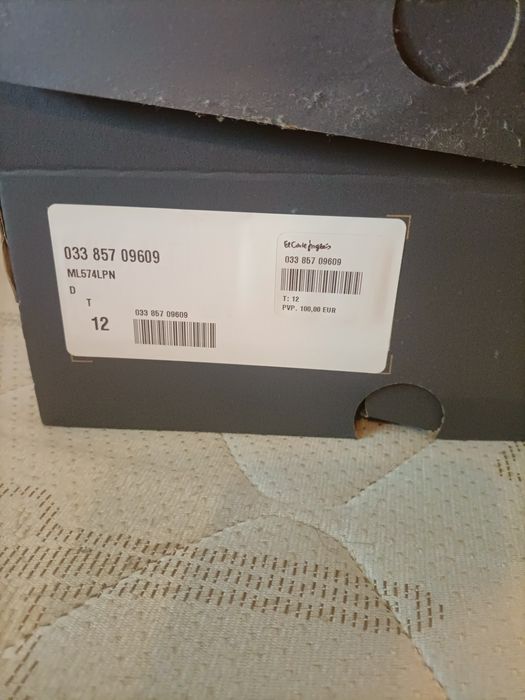 033 857 09609
ML574LPN
D
T
12
033 857 09609
El Corte Inglés
033 857 09609
T: 12
PVP. 100,00 EUR